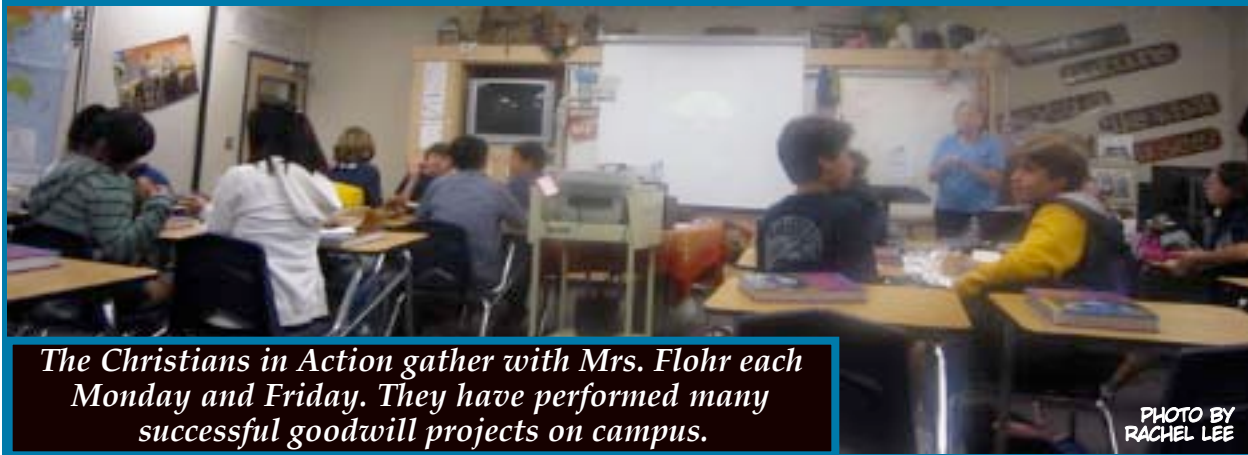 The Christians in Action gather with Mrs. Flohr each
Monday and Friday. They have performed many
successful goodwill projects on campus.
PHOTO BY
RACHEL LEE